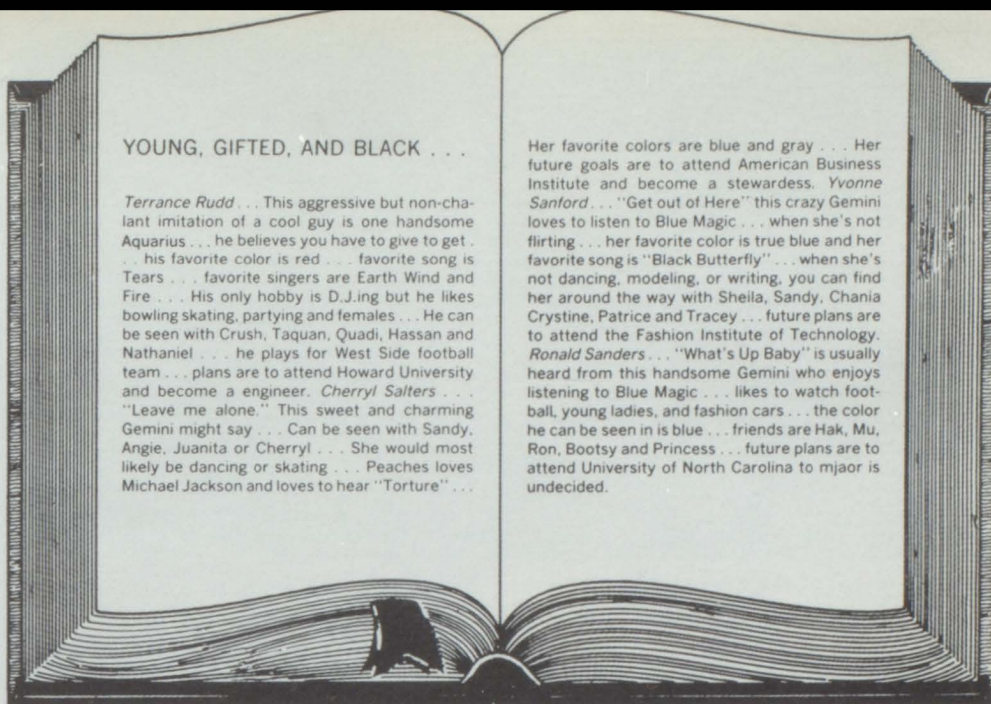 YOUNG, GIFTED, AND BLACK . . .
Terrance Rudd . . . This aggressive but non-cha-
lant imitation of a cool guy is one handsome
Aquarius . . . he believes you have to give to get .
. . his favorite color is red . . . favorite song is
Tears . . . favorite singers are Earth Wind and
Fire . . . His only hobby is D.J.ing but he likes
bowling skating, partying and females . . . He can
be seen with Crush, Taquan, Quadi, Hassan and
Nathaniel . . . he plays for West Side football
team . . . plans are to attend Howard University
and become a engineer. Cherryl Salters . . .
"Leave me alone." This sweet and charming
Gemini might say . . . Can be seen with Sandy,
Angie, Juanita or Cherryl . . . She would most
likely be dancing or skating . . . Peaches loves
Michael Jackson and loves to hear "Torture" . . .
Her favorite colors are blue and gray . . . Her
future goals are to attend American Business
Institute and become a stewardess. Yvonne
Sanford . . . "Get out of Here" this crazy Gemini
loves to listen to Blue Magic . . . when she's not
flirting . . . her favorite color is true blue and her
favorite song is "Black Butterfly" . . . when she's
not dancing, modeling, or writing, you can find
her around the way with Sheila, Sandy, Chania
Crystine, Patrice and Tracey . . . future plans are
to attend the Fashion Institute of Technology.
Ronald Sanders . . . "What's Up Baby" is usually
heard from this handsome Gemini who enjoys
listening to Blue Magic . . . likes to watch foot-
ball, young ladies, and fashion cars . . . the color
he can be seen in is blue . . . friends are Hak, Mu,
Ron, Bootsy and Princess . . . future plans are to
attend University of North Carolina to mjaor is
undecided.